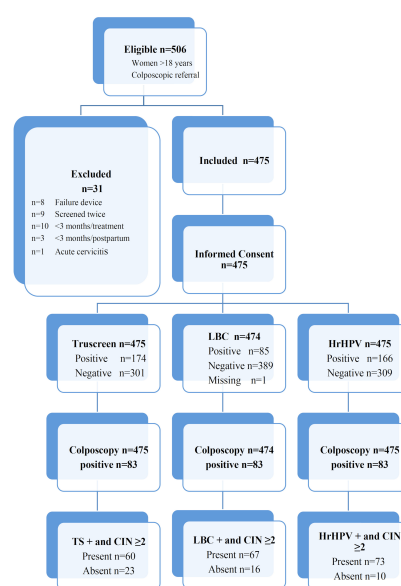 Eligible n=506
Women >18 years
Colposcopic referral
Excluded
n=31
n=8 Failure device
n=9 Screened twice
n=10 <3 months/treatment
n=3 <3 months/postpartum
n=1 Acute cervicitis
Included n=475
Informed Consent
n=475
Truscreen n=475
Positive n=174
Negative n=301
LBC n=474
Positive n=85
Negative n=389
Missing n=1
HrHPV n=475
Positive n=166
Negative n=309
Colposcopy n=475
positive n=83
Colposcopy n=474
positive n=83
Colposcopy n=475
positive n=83
TS + and CIN ≥2
Present n=60
Absent n=23
LBC + and CIN ≥2
Present n=67
Absent n=16
HrHPV + and CIN
≥2
Present n=73
Absent n=10